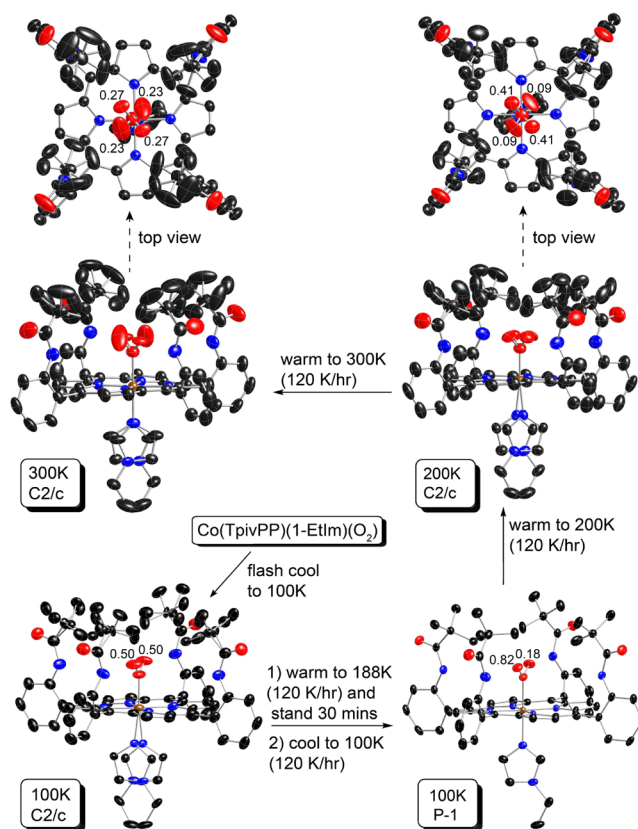 0.27 0.23
0.23 0.27
0.41 0.09
0.09 0.41
top view
top view
warm to 300K
(120 K/hr)
300K
C2/c
200K
C2/c
Co(TpivPP)(1-EtIm)(O₂)
flash cool
to 100K
warm to 200K
(120 K/hr)
0.50 0.50
1) warm to 188K
(120 K/hr) and
stand 30 mins
2) cool to 100K
(120 K/hr)
0.82 0.18
100K
C2/c
100K
P-1